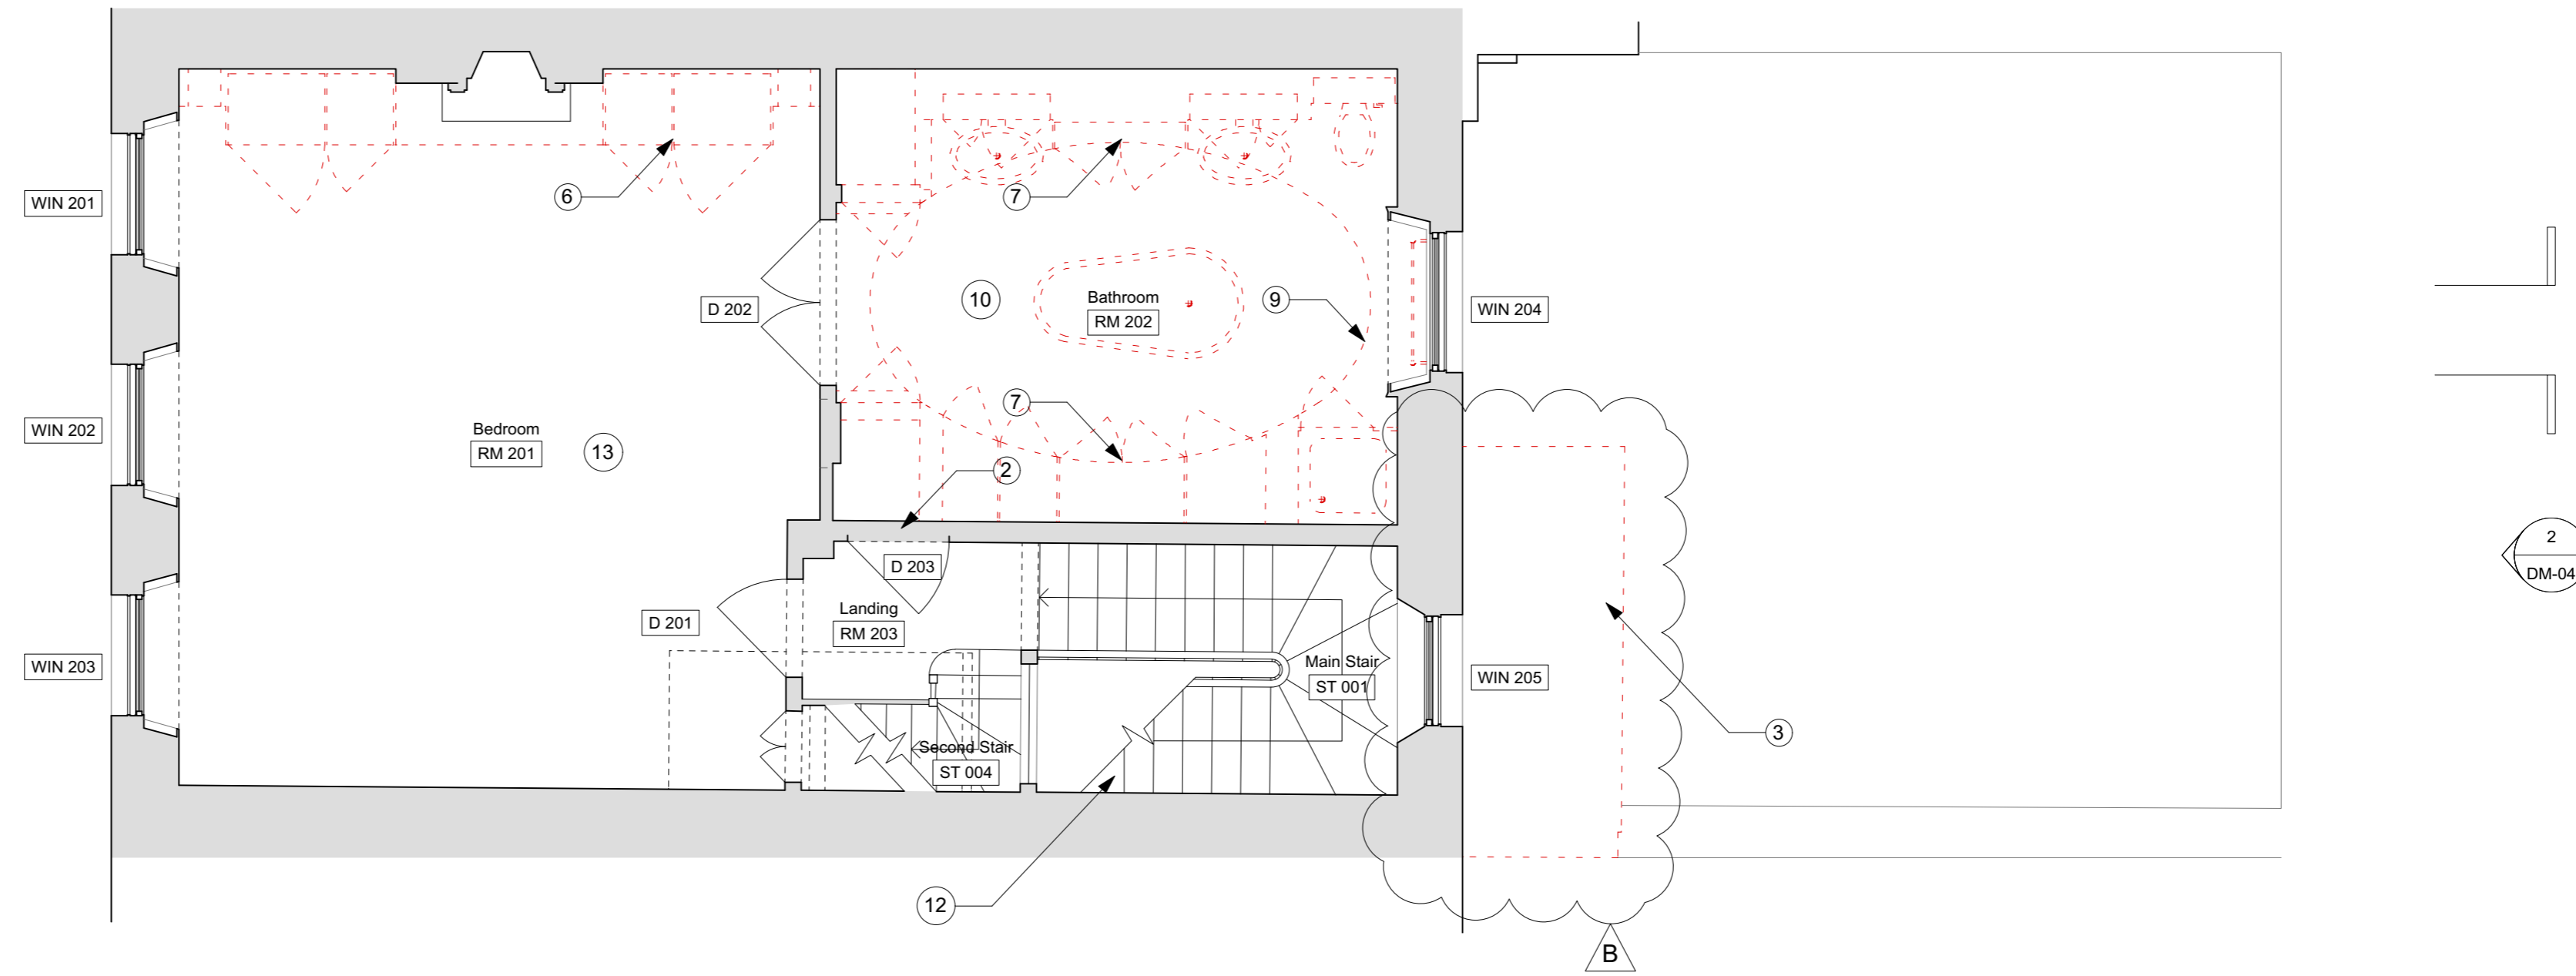 WIN 201
6
7
D 202
10
Bathroom
RM 202
9
WIN 204
WIN 202
Bedroom
RM 201
13
7
2
2
DM-04
D 203
Landing
RM 203
D 201
WIN 203
Main Stair
ST 001
WIN 205
3
Second Stair
ST 004
12
B